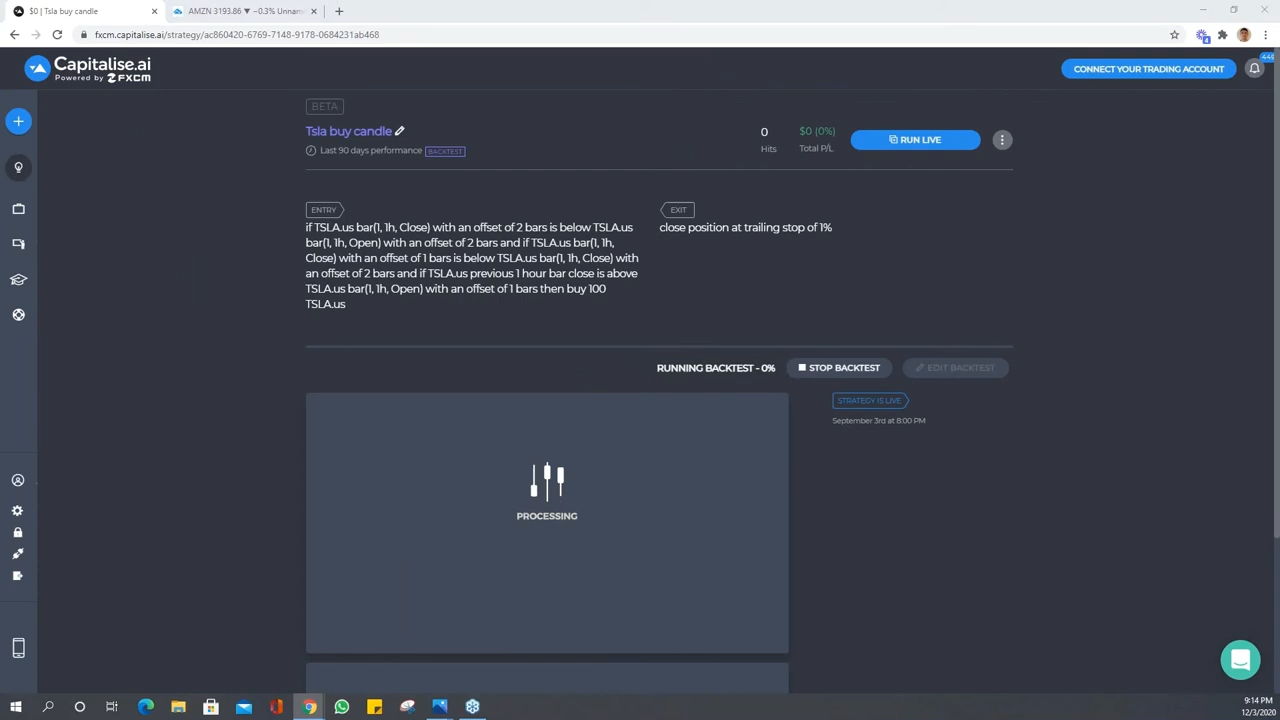 $0 | Tsla buy candle
AMZN 3193.86 ▼ −0.3% Unnam
fxcm.capitalise.ai/strategy/ac860420-6769-7148-9178-0684231ab468
4
Capitalise.ai
Powered by FXCM
CONNECT YOUR TRADING ACCOUNT
446
BETA
Tsla buy candle
Last 90 days performance BACKTEST
0
Hits
$0 (0%)
Total P/L
RUN LIVE
ENTRY
if TSLA.us bar(1, 1h, Close) with an offset of 2 bars is below TSLA.us
bar(1, 1h, Open) with an offset of 2 bars and if TSLA.us bar(1, 1h,
Close) with an offset of 1 bars is below TSLA.us bar(1, 1h, Close) with
an offset of 2 bars and if TSLA.us previous 1 hour bar close is above
TSLA.us bar(1, 1h, Open) with an offset of 1 bars then buy 100
TSLA.us
EXIT
close position at trailing stop of 1%
RUNNING BACKTEST - 0%
STOP BACKTEST
EDIT BACKTEST
STRATEGY IS LIVE
September 3rd at 8:00 PM
PROCESSING
9:14 PM
12/3/2020